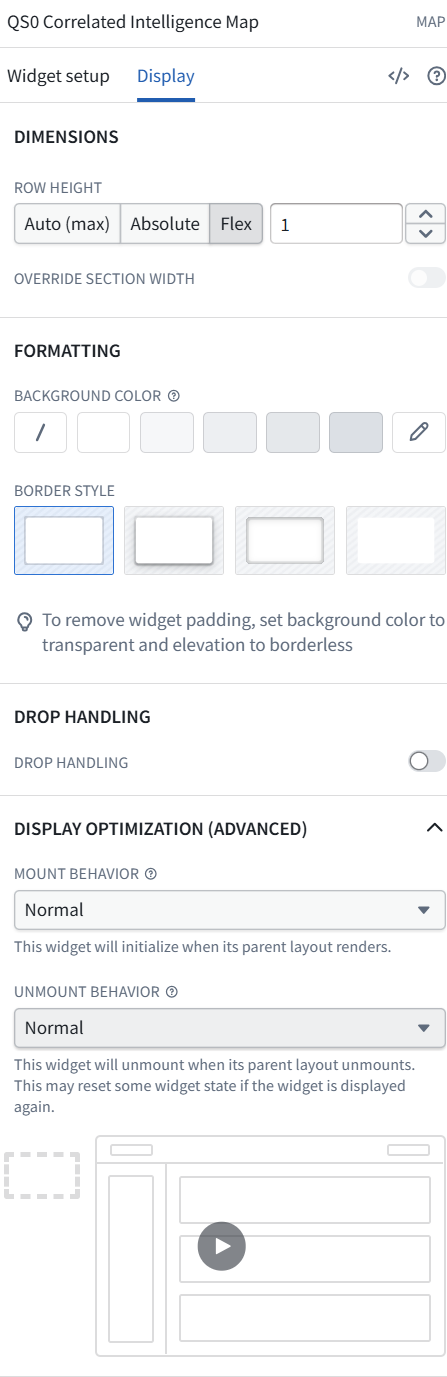 QS0 Correlated Intelligence Map MAP
Widget setup Display </>
DIMENSIONS
ROW HEIGHT
Auto (max) Absolute Flex 1
OVERRIDE SECTION WIDTH
FORMATTING
BACKGROUND COLOR
BORDER STYLE
To remove widget padding, set background color to
transparent and elevation to borderless
DROP HANDLING
DROP HANDLING
DISPLAY OPTIMIZATION (ADVANCED)
MOUNT BEHAVIOR
Normal
This widget will initialize when its parent layout renders.
UNMOUNT BEHAVIOR
Normal
This widget will unmount when its parent layout unmounts.
This may reset some widget state if the widget is displayed
again.